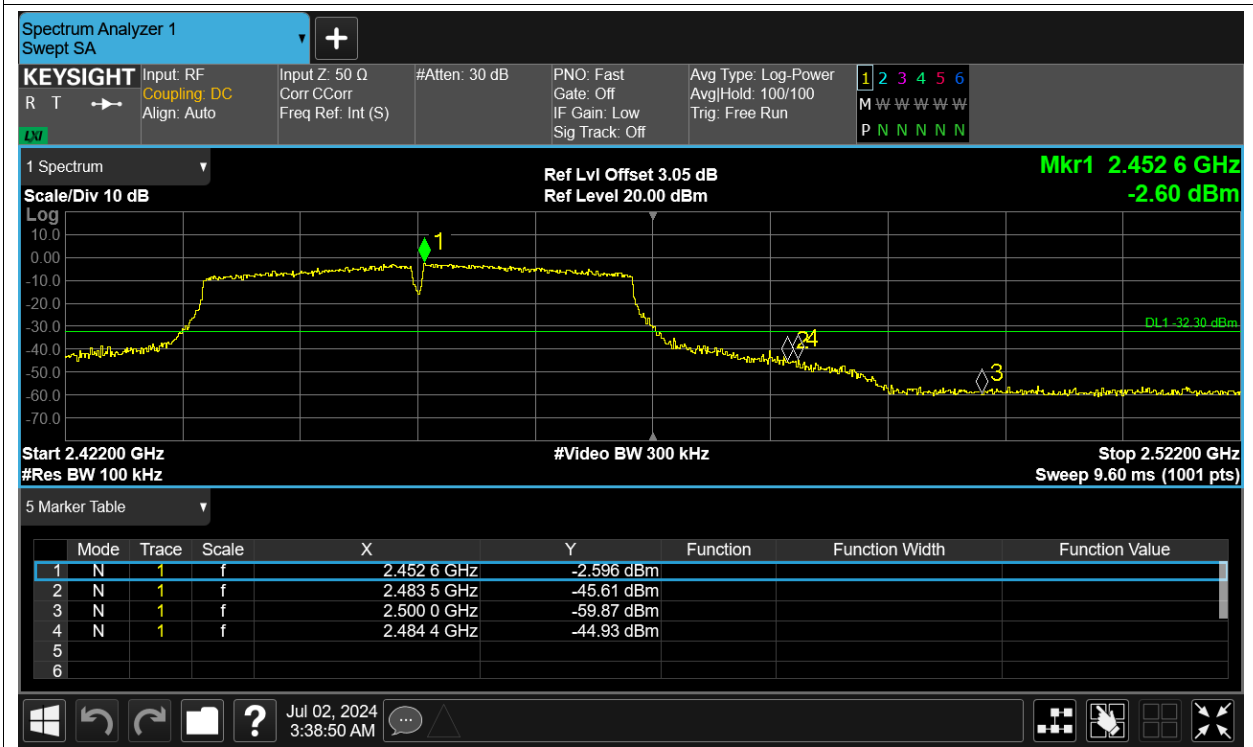 Spectrum Analyzer 1
Swept SA
KEYSIGHT
R T
LXI
Input: RF
Coupling: DC
Align: Auto
Input Z: 50 Ω
Corr CCorr
Freq Ref: Int (S)
#Atten: 30 dB
PNO: Fast
Gate: Off
IF Gain: Low
Sig Track: Off
Avg Type: Log-Power
Avg|Hold: 100/100
Trig: Free Run
1 2 3 4 5 6
M W W W W W
P N N N N N
1 Spectrum
Scale/Div 10 dB
Ref Lvl Offset 3.05 dB
Ref Level 20.00 dBm
Mkr1 2.452 6 GHz
-2.60 dBm
Log
10.0
0.00
-10.0
-20.0
-30.0
-40.0
-50.0
-60.0
-70.0
1
DL1 -32.30 dBm
24
3
Start 2.42200 GHz
#Res BW 100 kHz
#Video BW 300 kHz
Stop 2.52200 GHz
Sweep 9.60 ms (1001 pts)
5 Marker Table
Mode Trace Scale X Y Function Function Width Function Value
1 N 1 f 2.452 6 GHz -2.596 dBm
2 N 1 f 2.483 5 GHz -45.61 dBm
3 N 1 f 2.500 0 GHz -59.87 dBm
4 N 1 f 2.484 4 GHz -44.93 dBm
5
6
?
Jul 02, 2024
3:38:50 AM